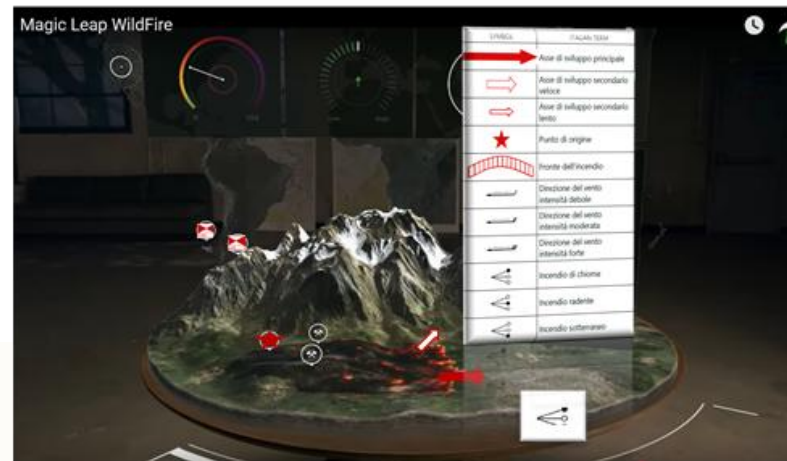 Magic Leap WildFire
SYMBOL
ITALIAN TERM
Asse di sviluppo principale
Asse di sviluppo secondario
veloce
Asse di sviluppo secondario
lento
Punto di origine
Fronte dell'incendio
Direzione del vento
intensità debole
Direzione del vento
intensità moderata
Direzione del vento
intensità forte
Incendio di chiome
Incendio radente
Incendio sotterraneo